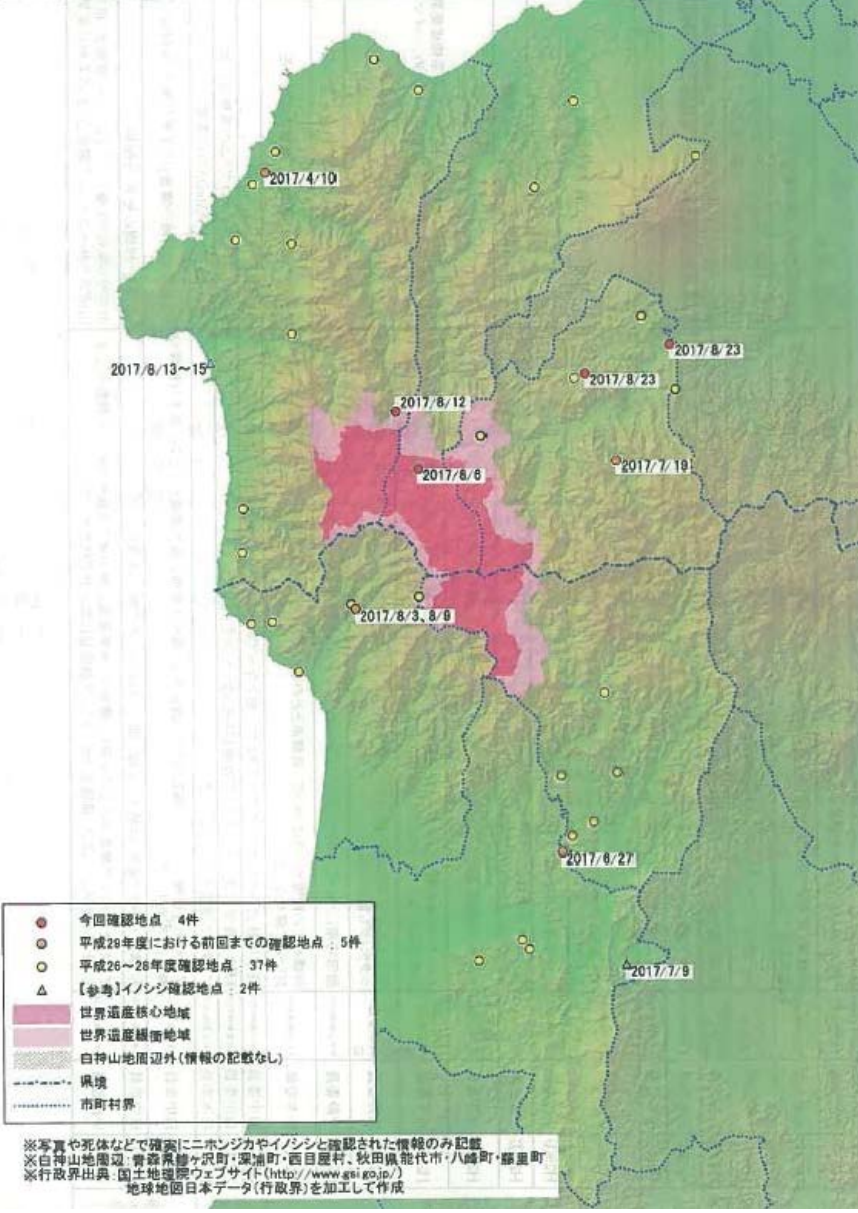 2017/4/10
2017/8/13～15
2017/8/23
2017/8/23
2017/8/12
2017/7/19
2017/8/6
2017/8/3、8/9
2017/6/27
2017/7/9
今回確認地点 : 4件
平成29年度における前回までの確認地点 : 5件
平成26～28年度確認地点 : 37件
【参考】イノシシ確認地点 : 2件
世界遺産核心地域
世界遺産緩衝地域
白神山地周辺外(情報の記載なし)
県境
市町村界
※写真や死体などで確実にニホンジカやイノシシと確認された情報のみ記載
※白神山地周辺:青森県鰺ヶ沢町・深浦町・西目屋村、秋田県能代市・八峰町・藤里町
※行政界出典:国土地理院ウェブサイト(http://www.gsi.go.jp/)
地球地図日本データ(行政界)を加工して作成